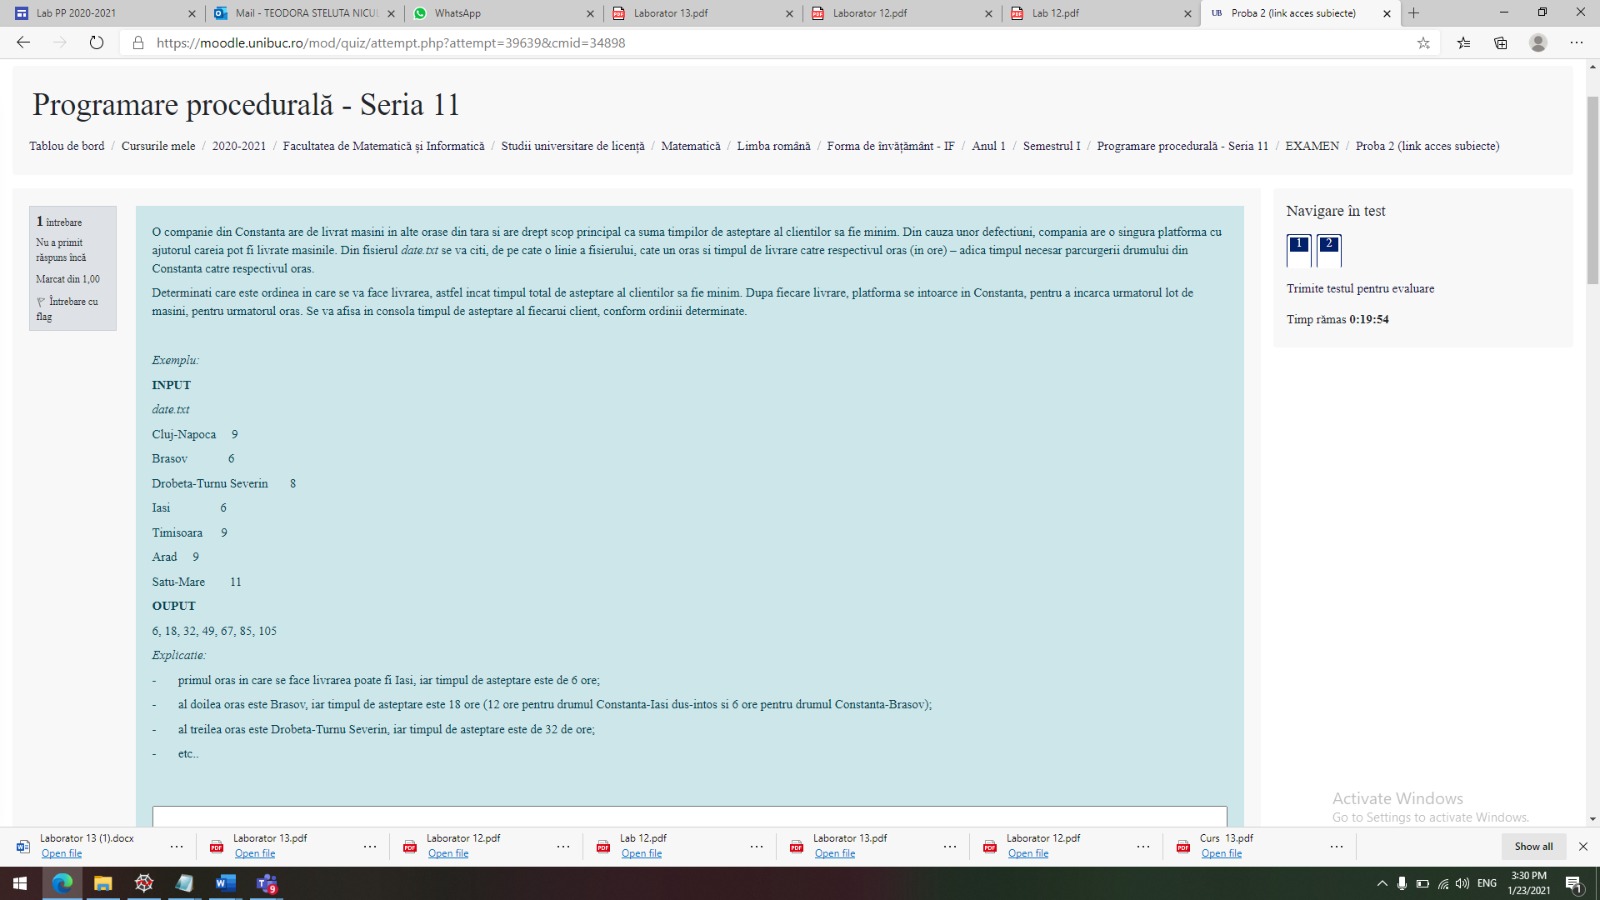 Lab PP 2020-2021
Mail - TEODORA STELUTA NICUL
WhatsApp
Laborator 13.pdf
Laborator 12.pdf
Lab 12.pdf
UB Proba 2 (link acces subiecte)
https://moodle.unibuc.ro/mod/quiz/attempt.php?attempt=39639&cmid=34898
Programare procedurală - Seria 11
Tablou de bord / Cursurile mele / 2020-2021 / Facultatea de Matematică și Informatică / Studii universitare de licență / Matematică / Limba română / Forma de învățământ - IF / Anul 1 / Semestrul I / Programare procedurală - Seria 11 / EXAMEN / Proba 2 (link acces subiecte)
1 întrebare
Nu a primit
răspuns încă
Marcat din 1,00
Întrebare cu
flag
O companie din Constanta are de livrat masini in alte orase din tara si are drept scop principal ca suma timpilor de asteptare al clientilor sa fie minim. Din cauza unor defectiuni, compania are o singura platforma cu
ajutorul careia pot fi livrate masinile. Din fisierul date.txt se va citi, de pe cate o linie a fisierului, cate un oras si timpul de livrare catre respectivul oras (in ore) – adica timpul necesar parcurgerii drumului din
Constanta catre respectivul oras.
Determinati care este ordinea in care se va face livrarea, astfel incat timpul total de asteptare al clientilor sa fie minim. Dupa fiecare livrare, platforma se intoarce in Constanta, pentru a incarca urmatorul lot de
masini, pentru urmatorul oras. Se va afisa in consola timpul de asteptare al fiecarui client, conform ordinii determinate.
Exemplu:
INPUT
date.txt
Cluj-Napoca 9
Brasov 6
Drobeta-Turnu Severin 8
Iasi 6
Timisoara 9
Arad 9
Satu-Mare 11
OUPUT
6, 18, 32, 49, 67, 85, 105
Explicatie:
- primul oras in care se face livrarea poate fi Iasi, iar timpul de asteptare este de 6 ore;
- al doilea oras este Brasov, iar timpul de asteptare este 18 ore (12 ore pentru drumul Constanta-Iasi dus-intos si 6 ore pentru drumul Constanta-Brasov);
- al treilea oras este Drobeta-Turnu Severin, iar timpul de asteptare este de 32 de ore;
- etc..
Navigare în test
1 2
Trimite testul pentru evaluare
Timp rămas 0:19:54
Activate Windows
Go to Settings to activate Windows.
Laborator 13 (1).docx
Open file
Laborator 13.pdf
Open file
Laborator 12.pdf
Open file
Lab 12.pdf
Open file
Laborator 13.pdf
Open file
Laborator 12.pdf
Open file
Curs 13.pdf
Open file
Show all
9
ENG
3:30 PM
1/23/2021
1